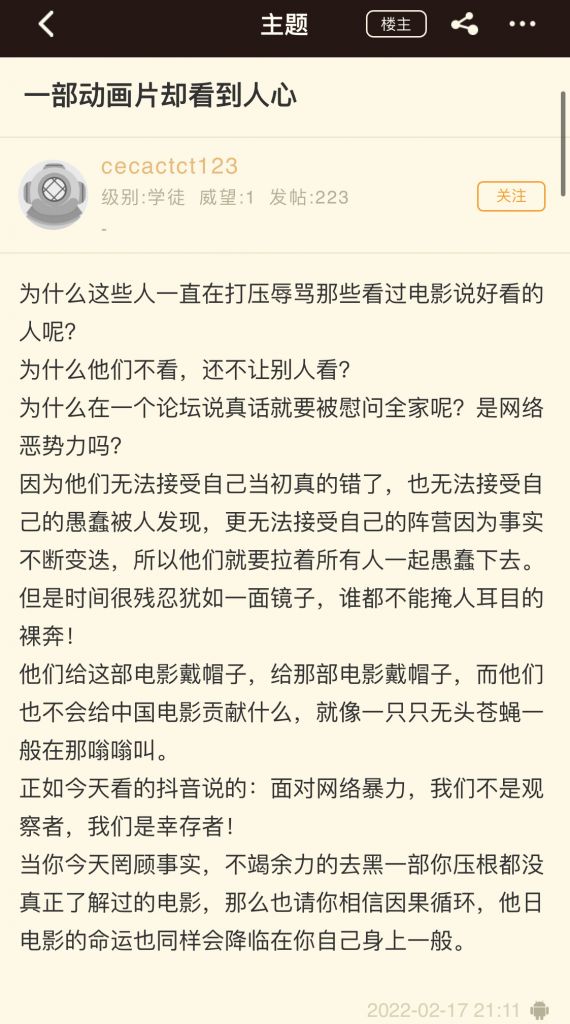 主题
楼主
一部动画片却看到人心
cecactct123
级别:学徒 威望:1 发帖:223
关注
-
为什么这些人一直在打压辱骂那些看过电影说好看的
人呢？
为什么他们不看，还不让别人看？
为什么在一个论坛说真话就要被慰问全家呢？是网络
恶势力吗？
因为他们无法接受自己当初真的错了，也无法接受自
己的愚蠢被人发现，更无法接受自己的阵营因为事实
不断变迭，所以他们就要拉着所有人一起愚蠢下去。
但是时间很残忍犹如一面镜子，谁都不能掩人耳目的
裸奔！
他们给这部电影戴帽子，给那部电影戴帽子，而他们
也不会给中国电影贡献什么，就像一只只无头苍蝇一
般在那嗡嗡叫。
正如今天看的抖音说的：面对网络暴力，我们不是观
察者，我们是幸存者！
当你今天罔顾事实，不竭余力的去黑一部你压根都没
真正了解过的电影，那么也请你相信因果循环，他日
电影的命运也同样会降临在你自己身上一般。
2022-02-17 21:11